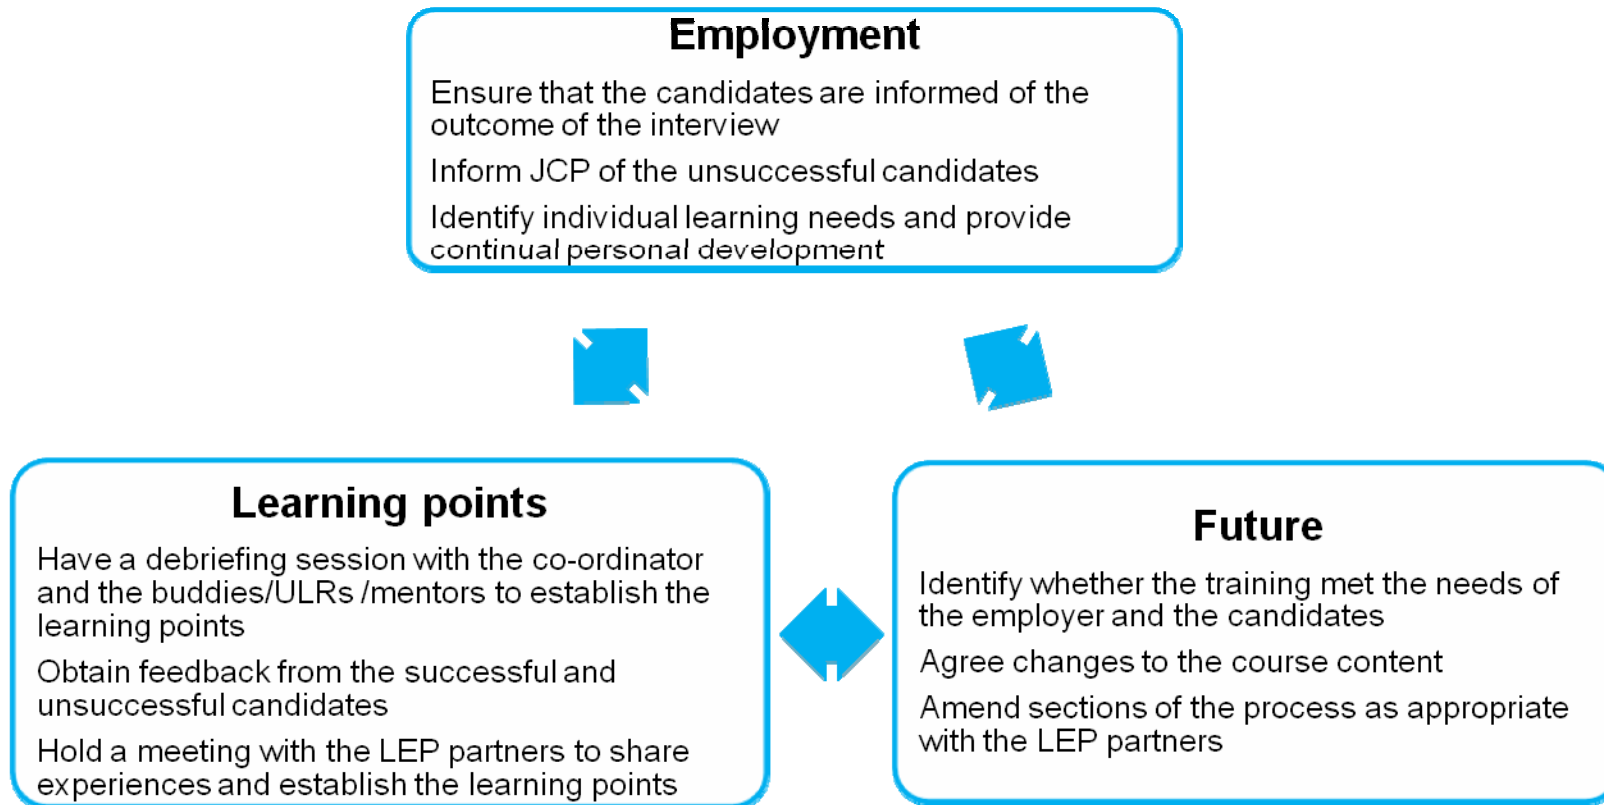 Employment
Ensure that the candidates are informed of the
outcome of the interview
Inform JCP of the unsuccessful candidates
Identify individual learning needs and provide
continual personal development
Learning points
Have a debriefing session with the co-ordinator
and the buddies/ULRs /mentors to establish the
learning points
Obtain feedback from the successful and
unsuccessful candidates
Hold a meeting with the LEP partners to share
experiences and establish the learning points
Future
Identify whether the training met the needs of
the employer and the candidates
Agree changes to the course content
Amend sections of the process as appropriate
with the LEP partners